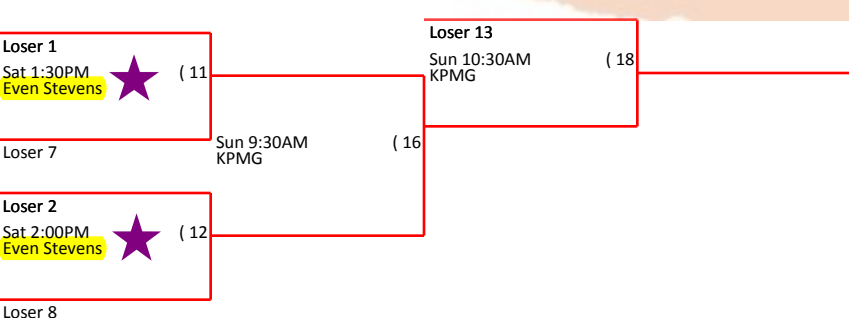 Loser 1
Sat 1:30PM
( 11
Even Stevens
Loser 7
Loser 2
Sat 2:00PM
( 12
Even Stevens
Loser 8
Sun 9:30AM
( 16
KPMG
Loser 13
Sun 10:30AM
( 18
KPMG